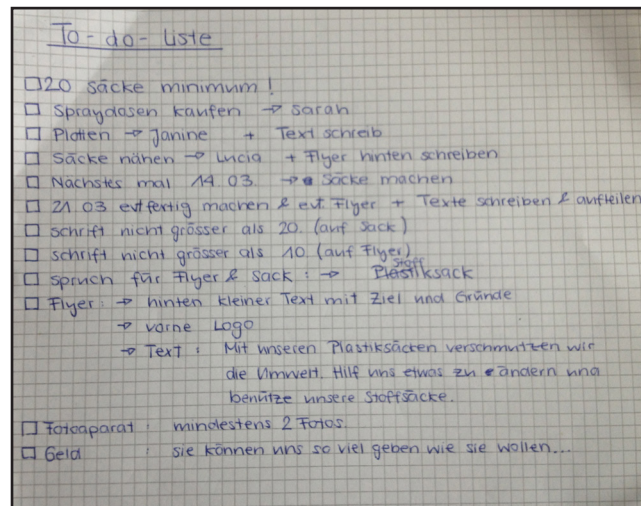 To-do-Liste
☐ 20 säcke minimum!
☐ Spraydosen kaufen → Sarah
☐ Platten → Janine + Text schreib
☐ Säcke nähen → Lucia + Flyer hinten schreiben
☐ Nächstes mal 14.03. → Säcke machen
☐ 21.03 evt fertig machen & evt Flyer + Texte schreiben & aufteilen
☐ schrift nicht grösser als 20. (auf Sack)
☐ schrift nicht grösser als 10. (auf Flyer)
☐ spruch für Flyer & Sack: → Stoffsack
☐ Flyer: → hinten kleiner Text mit Ziel und Gründe
→ vorne Logo
→ Text: Mit unseren Plastiksäcken verschmutzen wir
die Umwelt. Hilf uns etwas zu ändern und
benütze unsere Stoffsäcke.
☐ Fotoaparat: mindestens 2 Fotos.
☐ Geld : sie können uns so viel geben wie sie wollen...